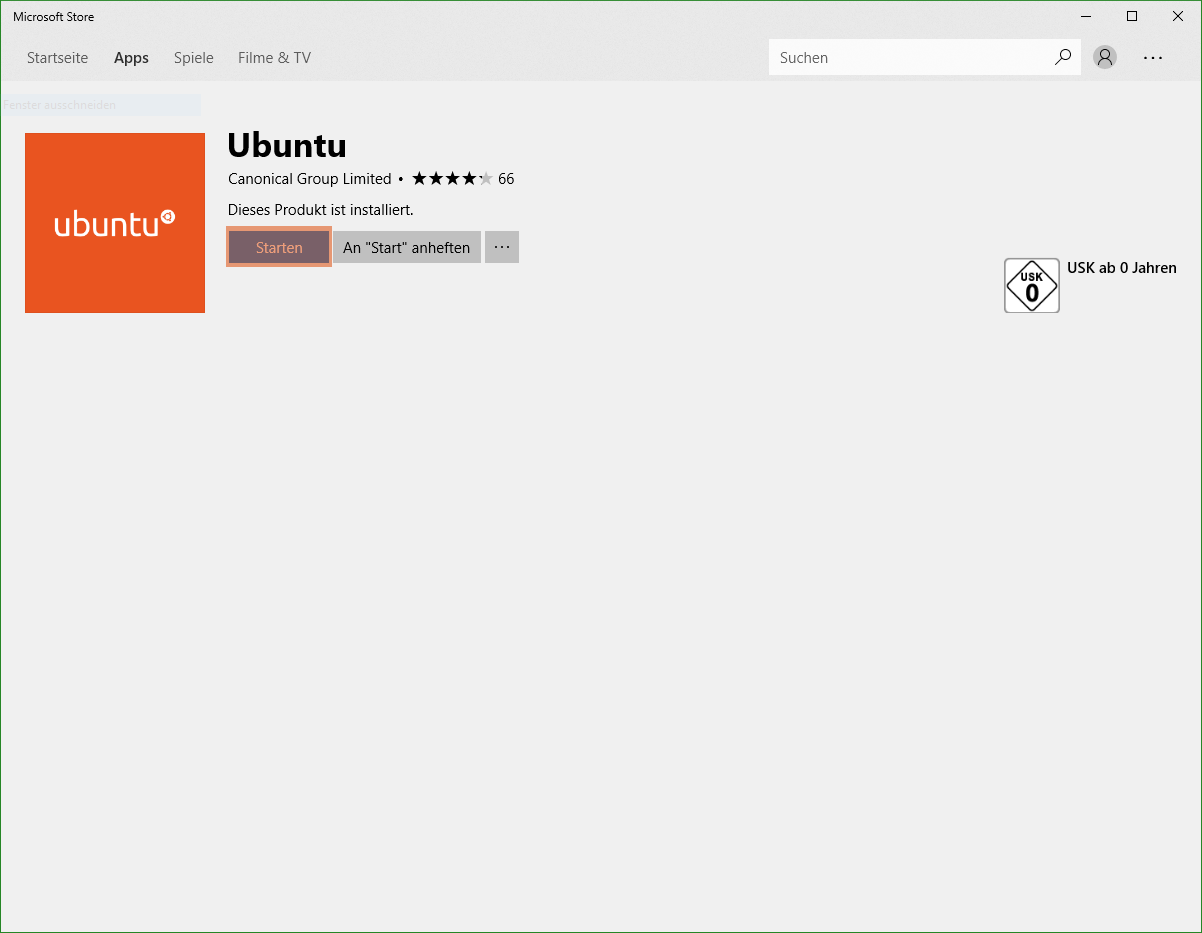 Microsoft Store
Startseite Apps Spiele Filme & TV Suchen
Fenster ausschneiden
Ubuntu
ubuntu
Canonical Group Limited • ★★★★★ 66
Dieses Produkt ist installiert.
Starten An "Start" anheften ...
USK 0
USK ab 0 Jahren